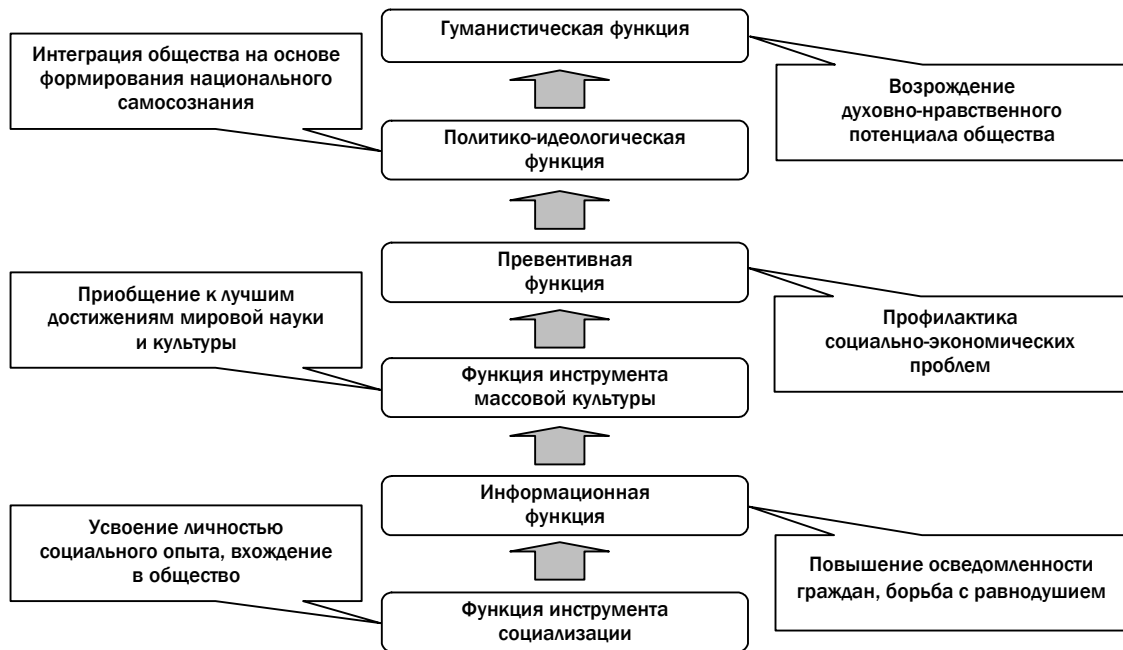 Гуманистическая функция
Интеграция общества на основе
формирования национального
самосознания
Возрождение
духовно-нравственного
потенциала общества
Политико-идеологическая
функция
Превентивная
функция
Приобщение к лучшим
достижениям мировой науки
и культуры
Профилактика
социально-экономических
проблем
Функция инструмента
массовой культуры
Информационная
функция
Усвоение личностью
социального опыта, вхождение
в общество
Повышение осведомленности
граждан, борьба с равнодушием
Функция инструмента
социализации